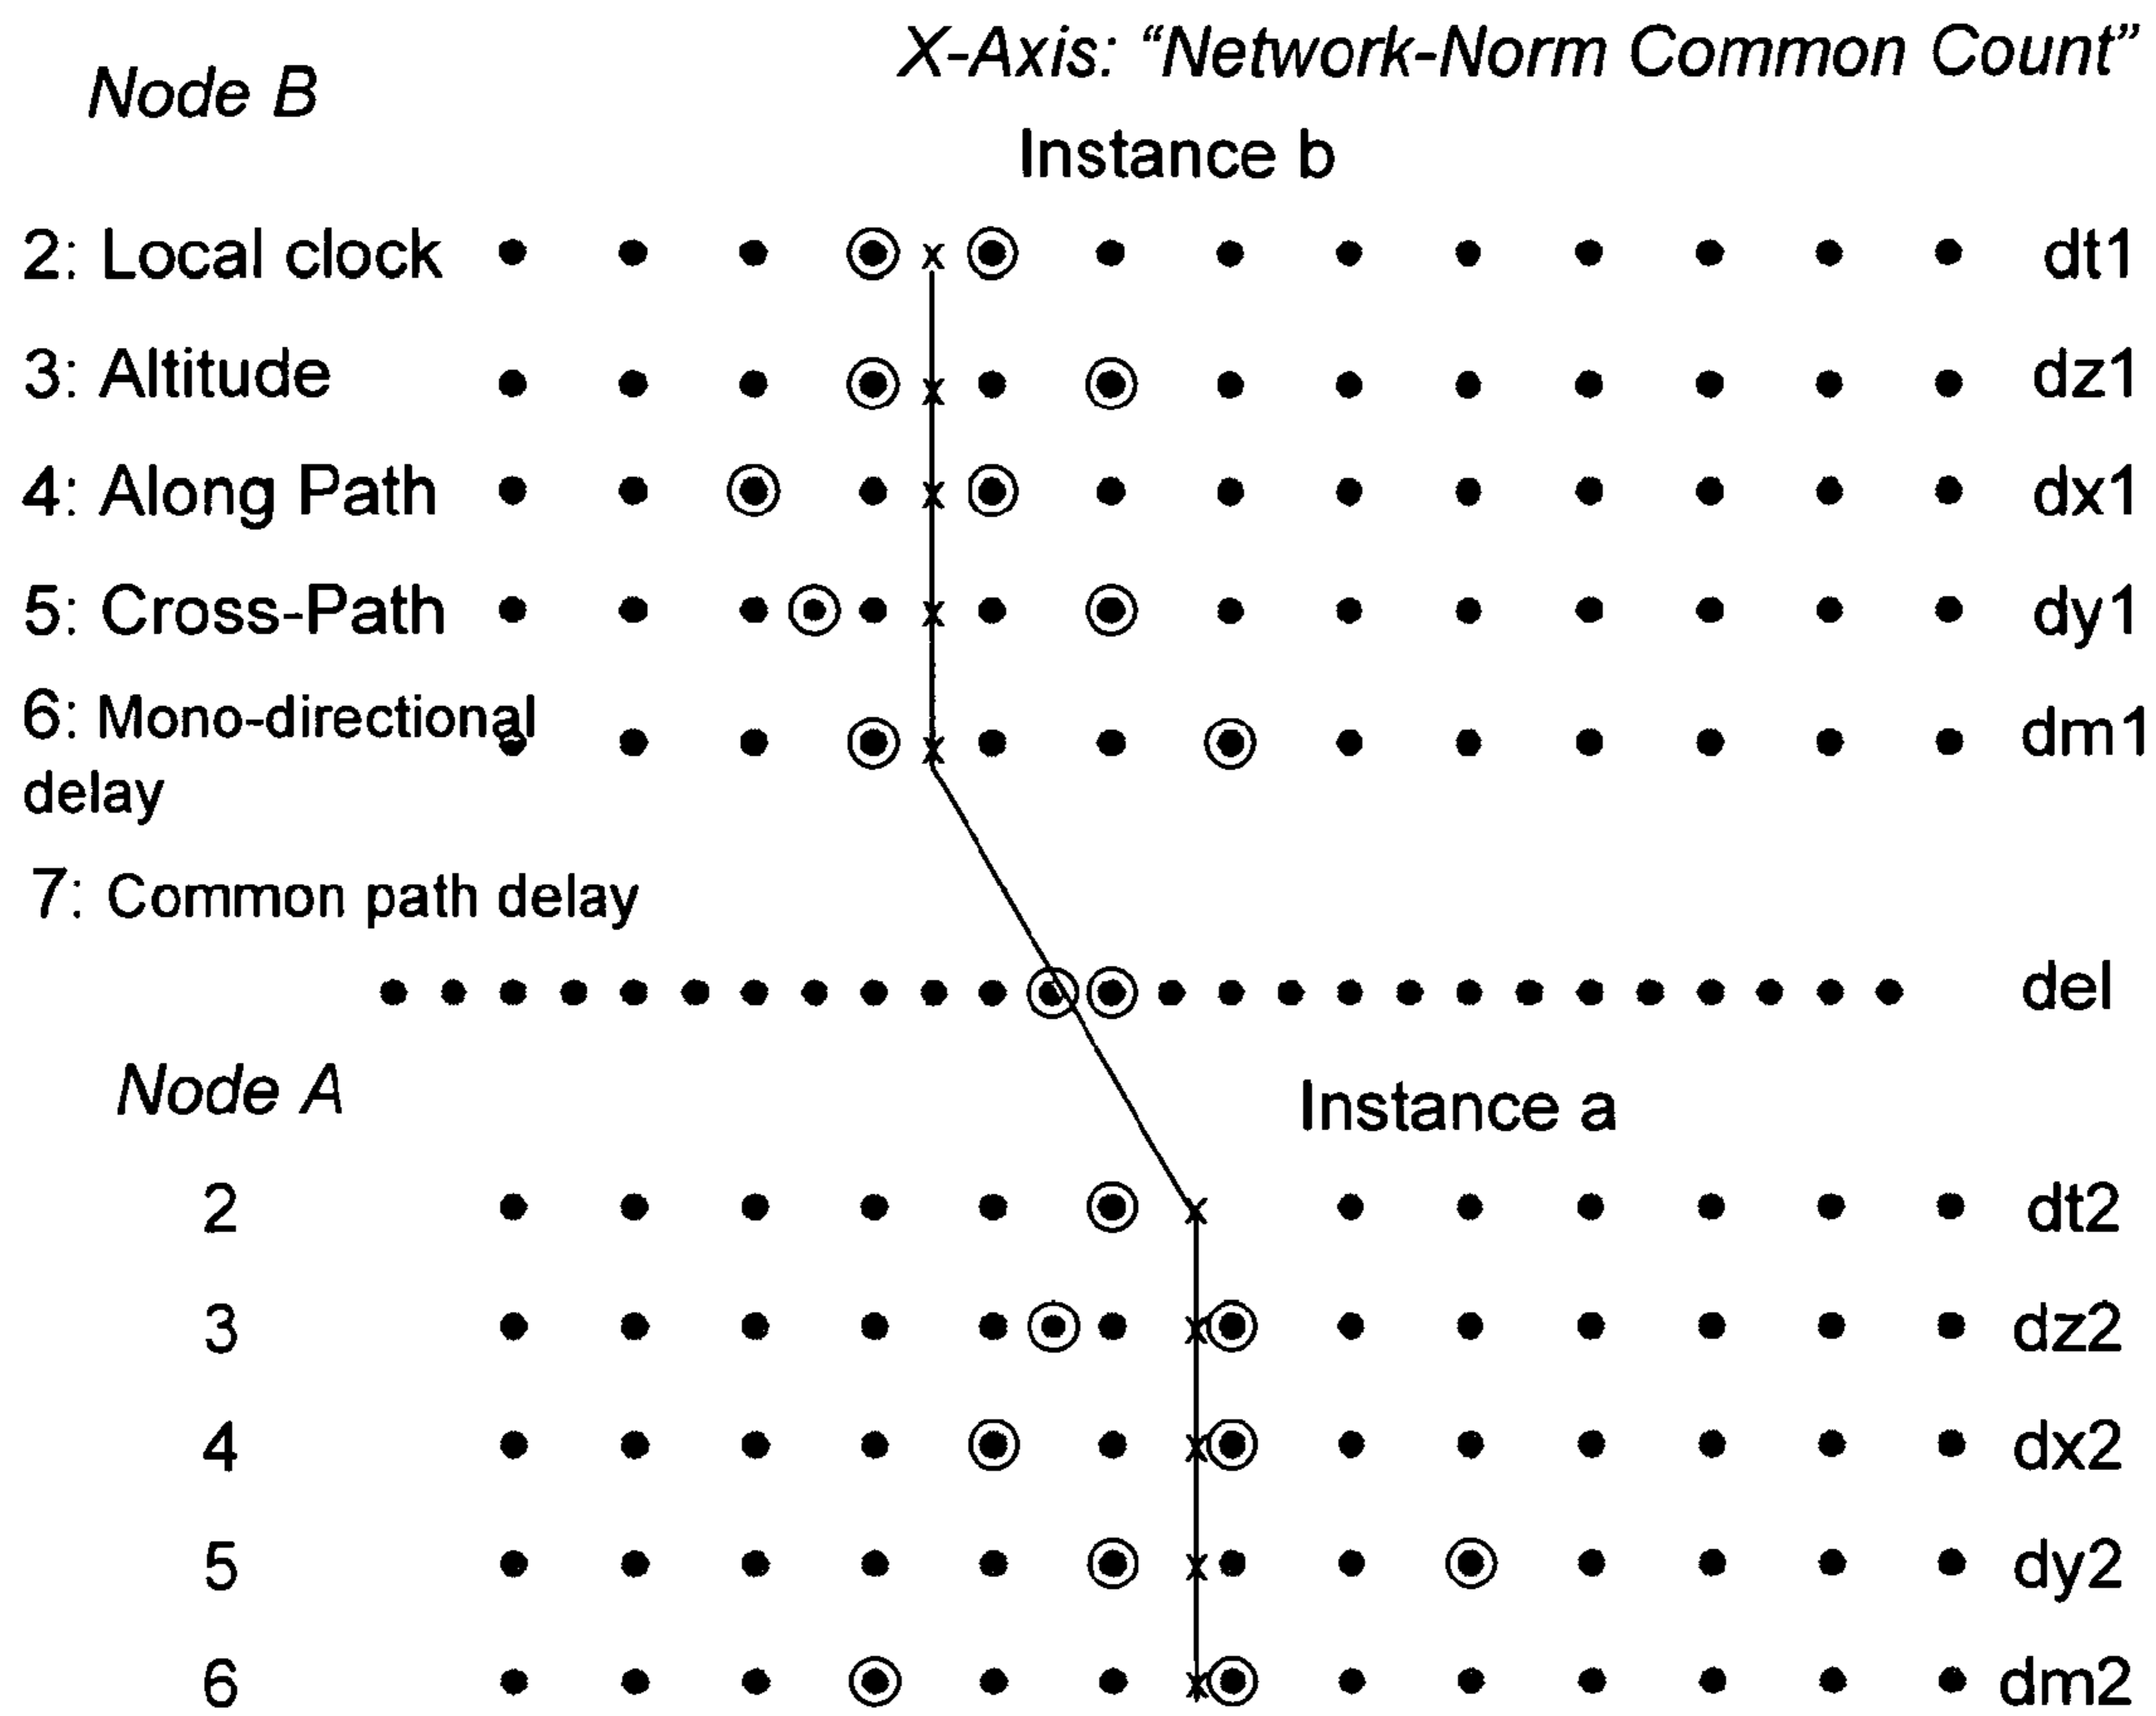 X-Axis: “Network-Norm Common Count”
Node B
Instance b
2: Local clock x dt1
3: Altitude x dz1
4: Along Path x dx1
5: Cross-Path x dy1
6: Mono-directional x dm1
delay
7: Common path delay
del
Node A
Instance a
2 x dt2
3 x dz2
4 x dx2
5 x dy2
6 x dm2